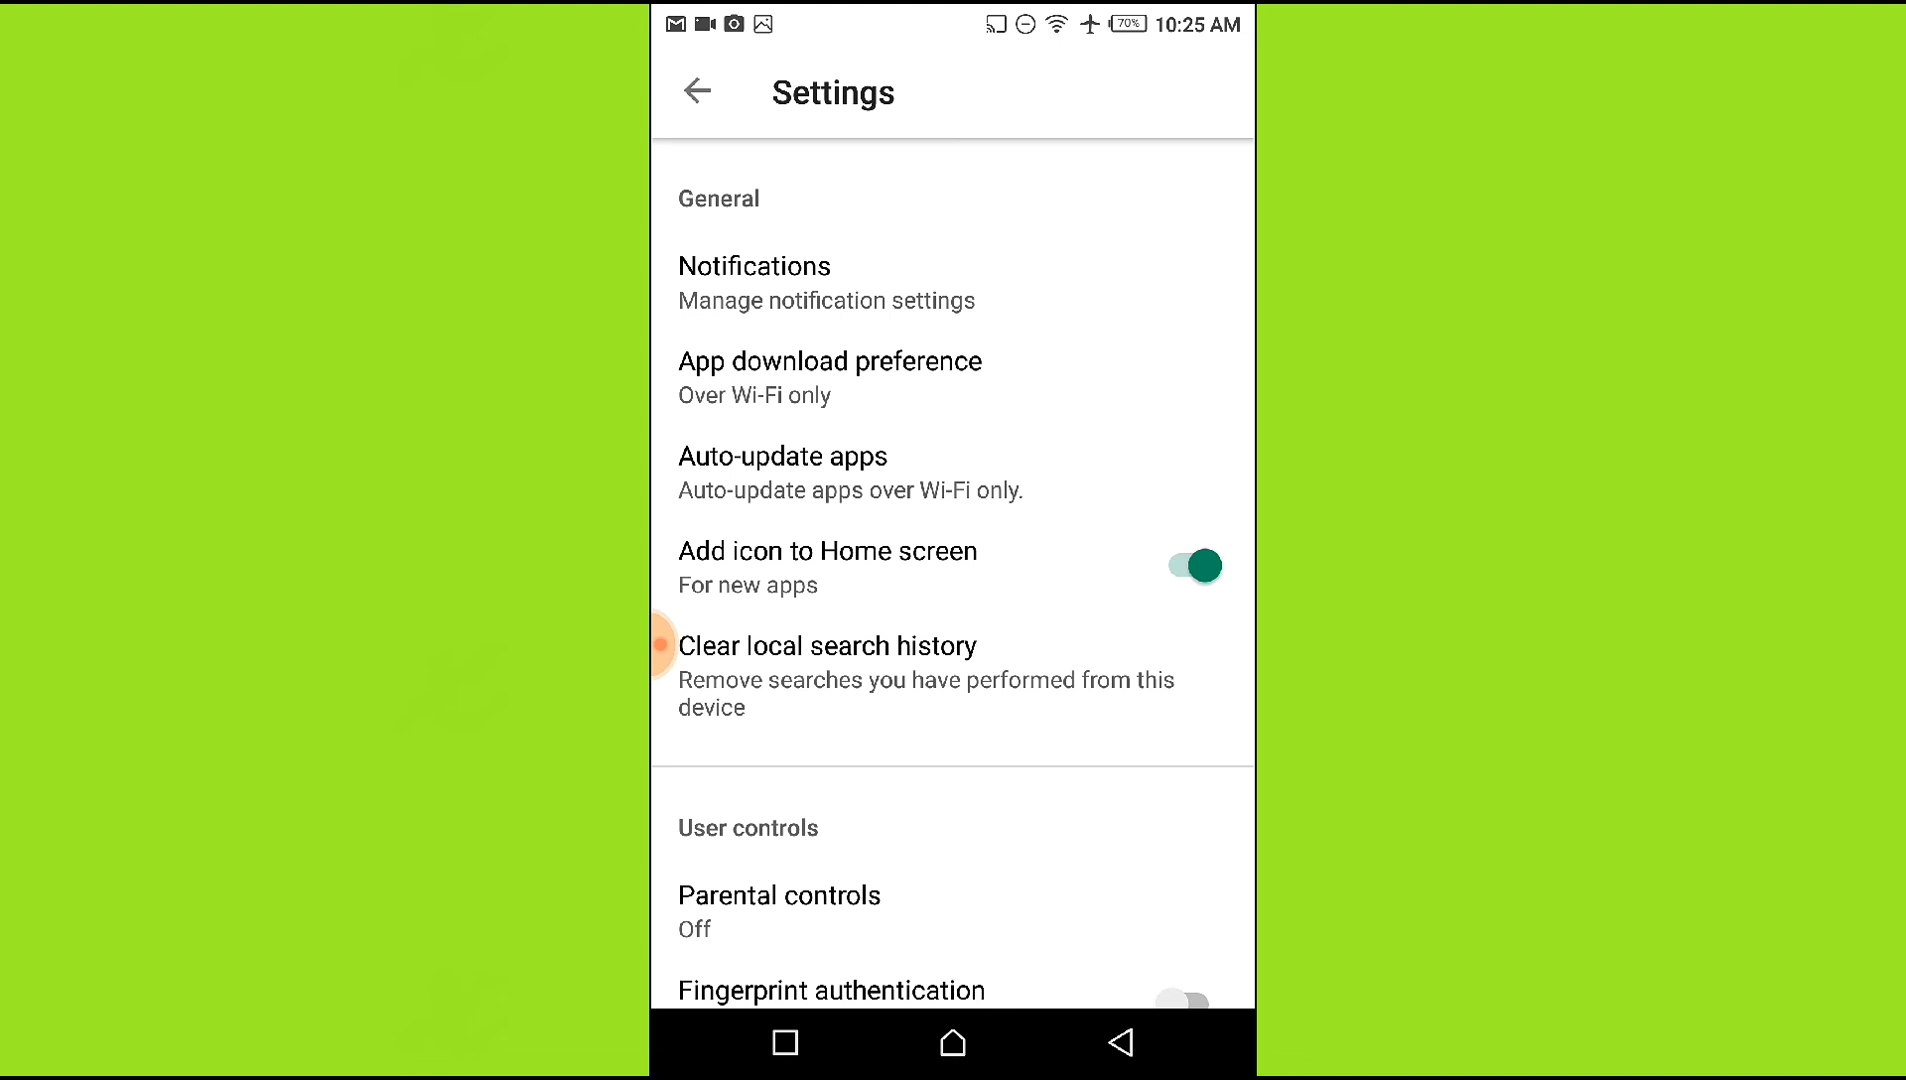 70% 10:25 AM
Settings
General
Notifications
Manage notification settings
App download preference
Over Wi-Fi only
Auto-update apps
Auto-update apps over Wi-Fi only.
Add icon to Home screen
For new apps
Clear local search history
Remove searches you have performed from this
device
User controls
Parental controls
Off
Fingerprint authentication